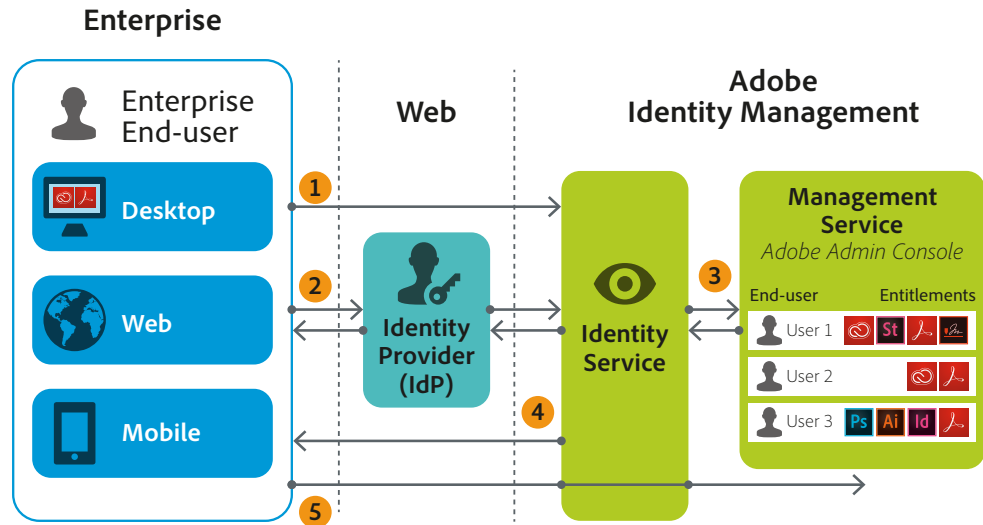 Enterprise
Enterprise
End-user
Desktop
Web
Mobile
Web
Identity
Provider
(IdP)
Adobe
Identity Management
Identity
Service
Management
Service
Adobe Admin Console
End-user Entitlements
User 1 St
User 2
User 3 Ps Ai Id
1
2
3
4
5